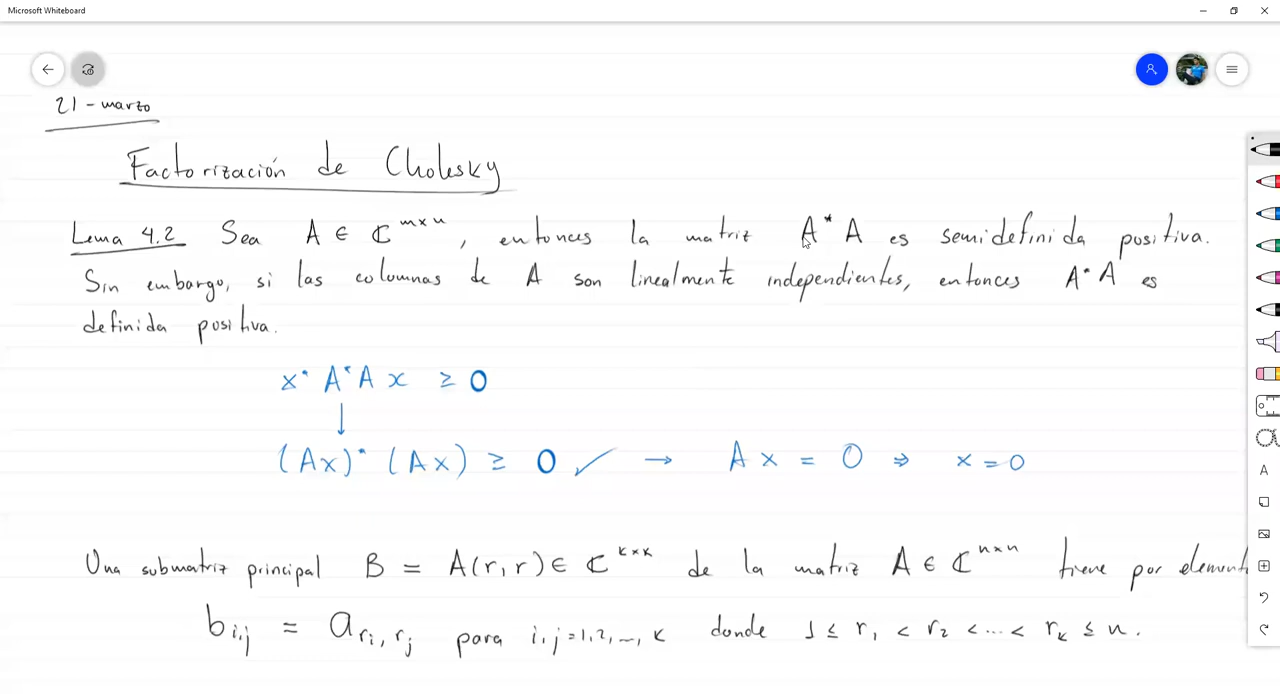 Microsoft Whiteboard
21 - marzo
Factorización de Cholesky
Lema 4.2 Sea A ∈ ℂ^{m×n}, entonces la matriz A* A es semidefinida positiva.
Sin embargo, si las columnas de A son linealmente independientes, entonces A* A es
definida positiva.
x* A* A x ≥ 0
↓
(Ax)* (Ax) ≥ 0 ✓ → Ax = 0 ⇒ x = 0
Una submatriz principal B = A(r,r) ∈ ℂ^{k×k} de la matriz A ∈ ℂ^{n×n} tiene por element
b_{i,j} = a_{r_i, r_j} para i,j = 1,2,...,k donde 1 ≤ r_1 < r_2 < ... < r_k ≤ n.
A